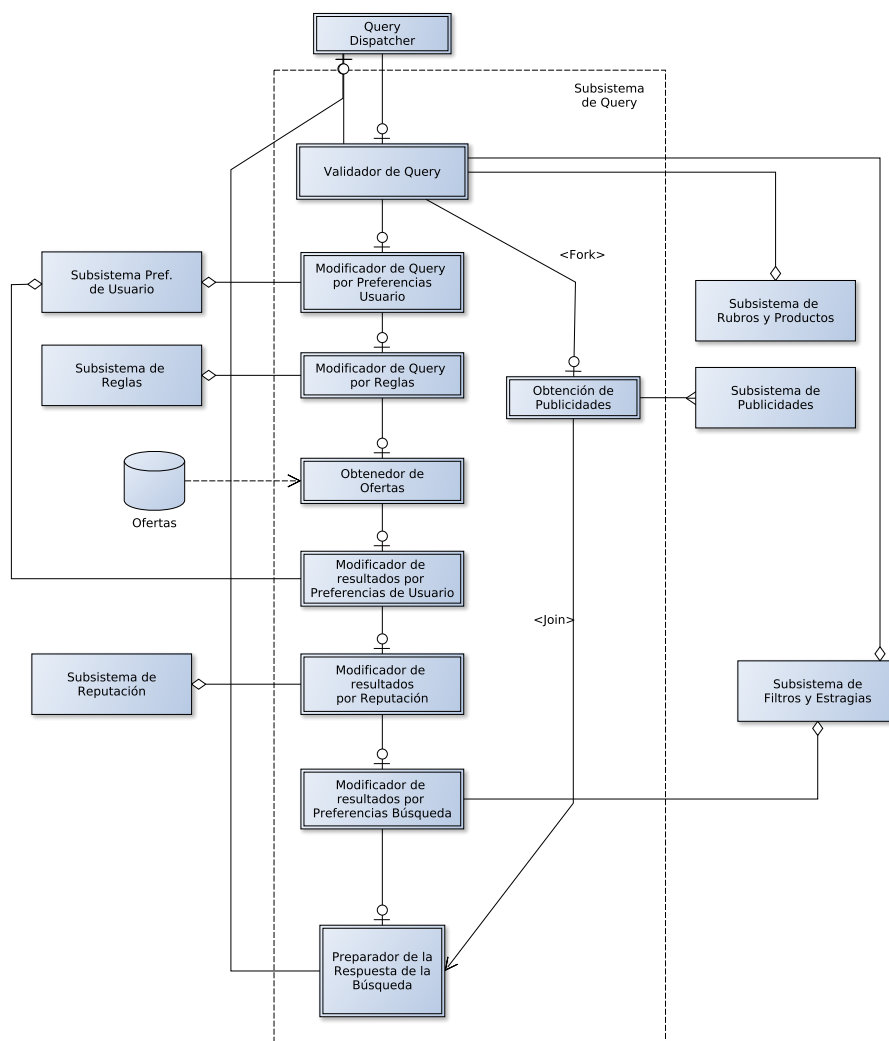 Query
Dispatcher
Subsistema
de Query
Validador de Query
<Fork>
Subsistema Pref.
de Usuario
Modificador de Query
por Preferencias
Usuario
Subsistema de
Rubros y Productos
Subsistema de
Reglas
Modificador de Query
por Reglas
Obtención de
Publicidades
Subsistema de
Publicidades
Obtenedor de
Ofertas
Ofertas
Modificador de
resultados por
Preferencias de Usuario
<Join>
Subsistema de
Reputación
Modificador de
resultados
por Reputación
Subsistema de
Filtros y Estragias
Modificador de
resultados por
Preferencias Búsqueda
Preparador de la
Respuesta de la
Búsqueda